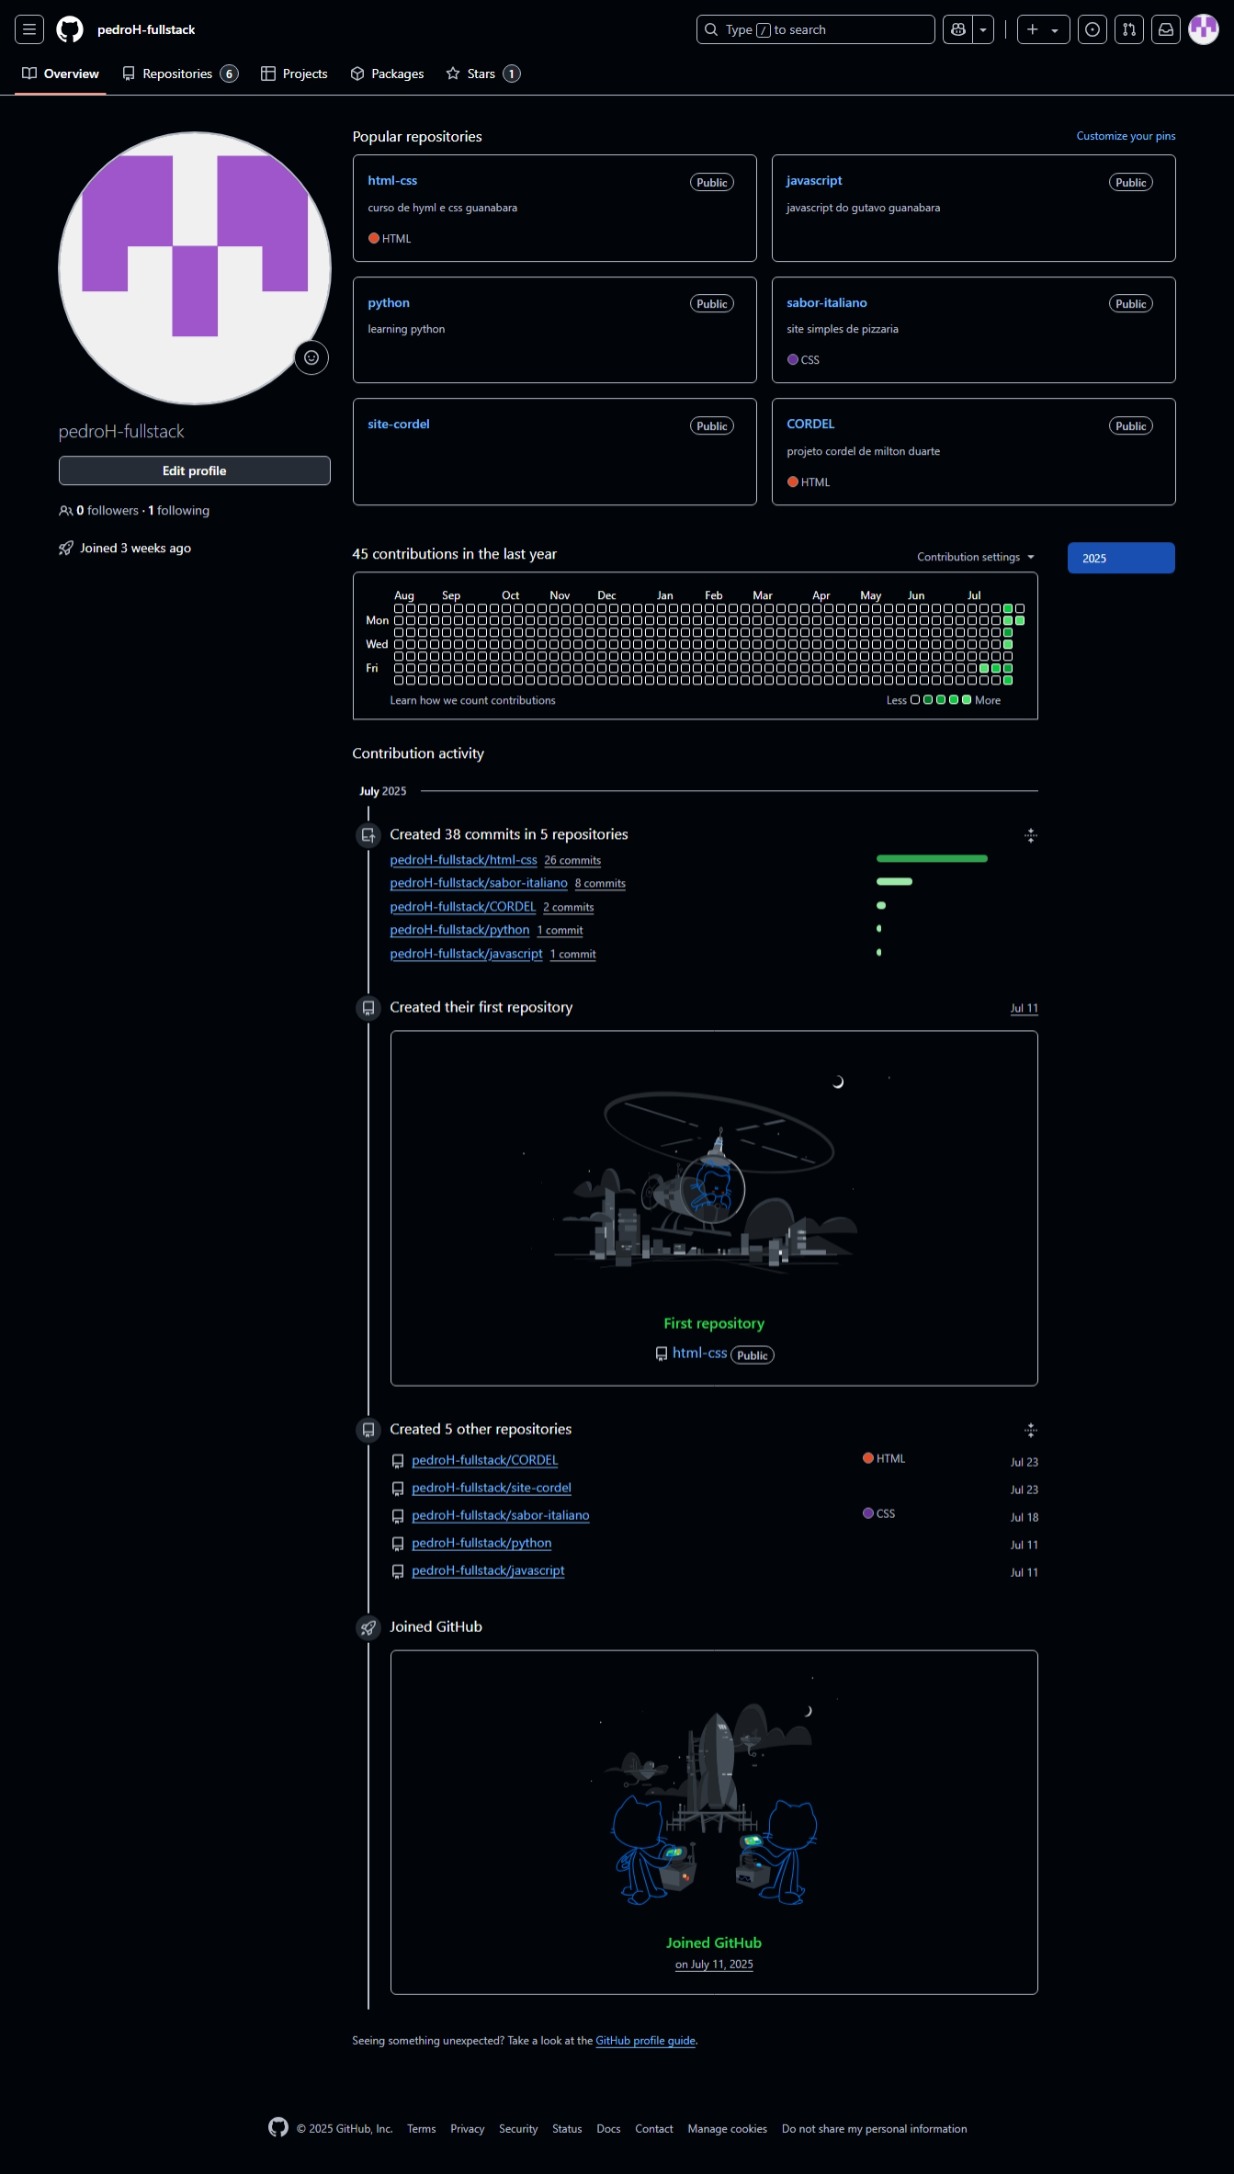 pedroH-fullstack
Type / to search
Overview
Repositories 6
Projects
Packages
Stars 1
pedroH-fullstack
Edit profile
0 followers · 1 following
Joined 3 weeks ago
Popular repositories
Customize your pins
html-css
Public
curso de hyml e css guanabara
HTML
javascript
Public
javascript do gutavo guanabara
python
Public
learning python
sabor-italiano
Public
site simples de pizzaria
CSS
site-cordel
Public
CORDEL
Public
projeto cordel de milton duarte
HTML
45 contributions in the last year
Contribution settings
2025
Aug Sep Oct Nov Dec Jan Feb Mar Apr May Jun Jul
Mon
Wed
Fri
Learn how we count contributions
Less
More
Contribution activity
July 2025
Created 38 commits in 5 repositories
pedroH-fullstack/html-css 26 commits
pedroH-fullstack/sabor-italiano 8 commits
pedroH-fullstack/CORDEL 2 commits
pedroH-fullstack/python 1 commit
pedroH-fullstack/javascript 1 commit
Created their first repository
Jul 11
First repository
html-css Public
Created 5 other repositories
pedroH-fullstack/CORDEL HTML Jul 23
pedroH-fullstack/site-cordel Jul 23
pedroH-fullstack/sabor-italiano CSS Jul 18
pedroH-fullstack/python Jul 11
pedroH-fullstack/javascript Jul 11
Joined GitHub
Joined GitHub
on July 11, 2025
Seeing something unexpected? Take a look at the GitHub profile guide.
© 2025 GitHub, Inc. Terms Privacy Security Status Docs Contact Manage cookies Do not share my personal information